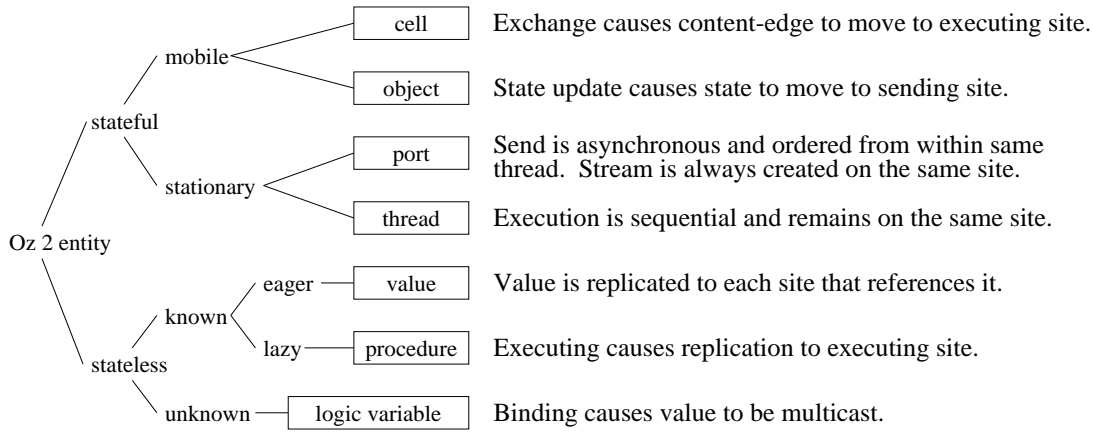 cell Exchange causes content-edge to move to executing site.
mobile
object State update causes state to move to sending site.
stateful
port Send is asynchronous and ordered from within same
thread. Stream is always created on the same site.
stationary
thread Execution is sequential and remains on the same site.
Oz 2 entity
eager value Value is replicated to each site that references it.
known
lazy procedure Executing causes replication to executing site.
stateless
unknown logic variable Binding causes value to be multicast.